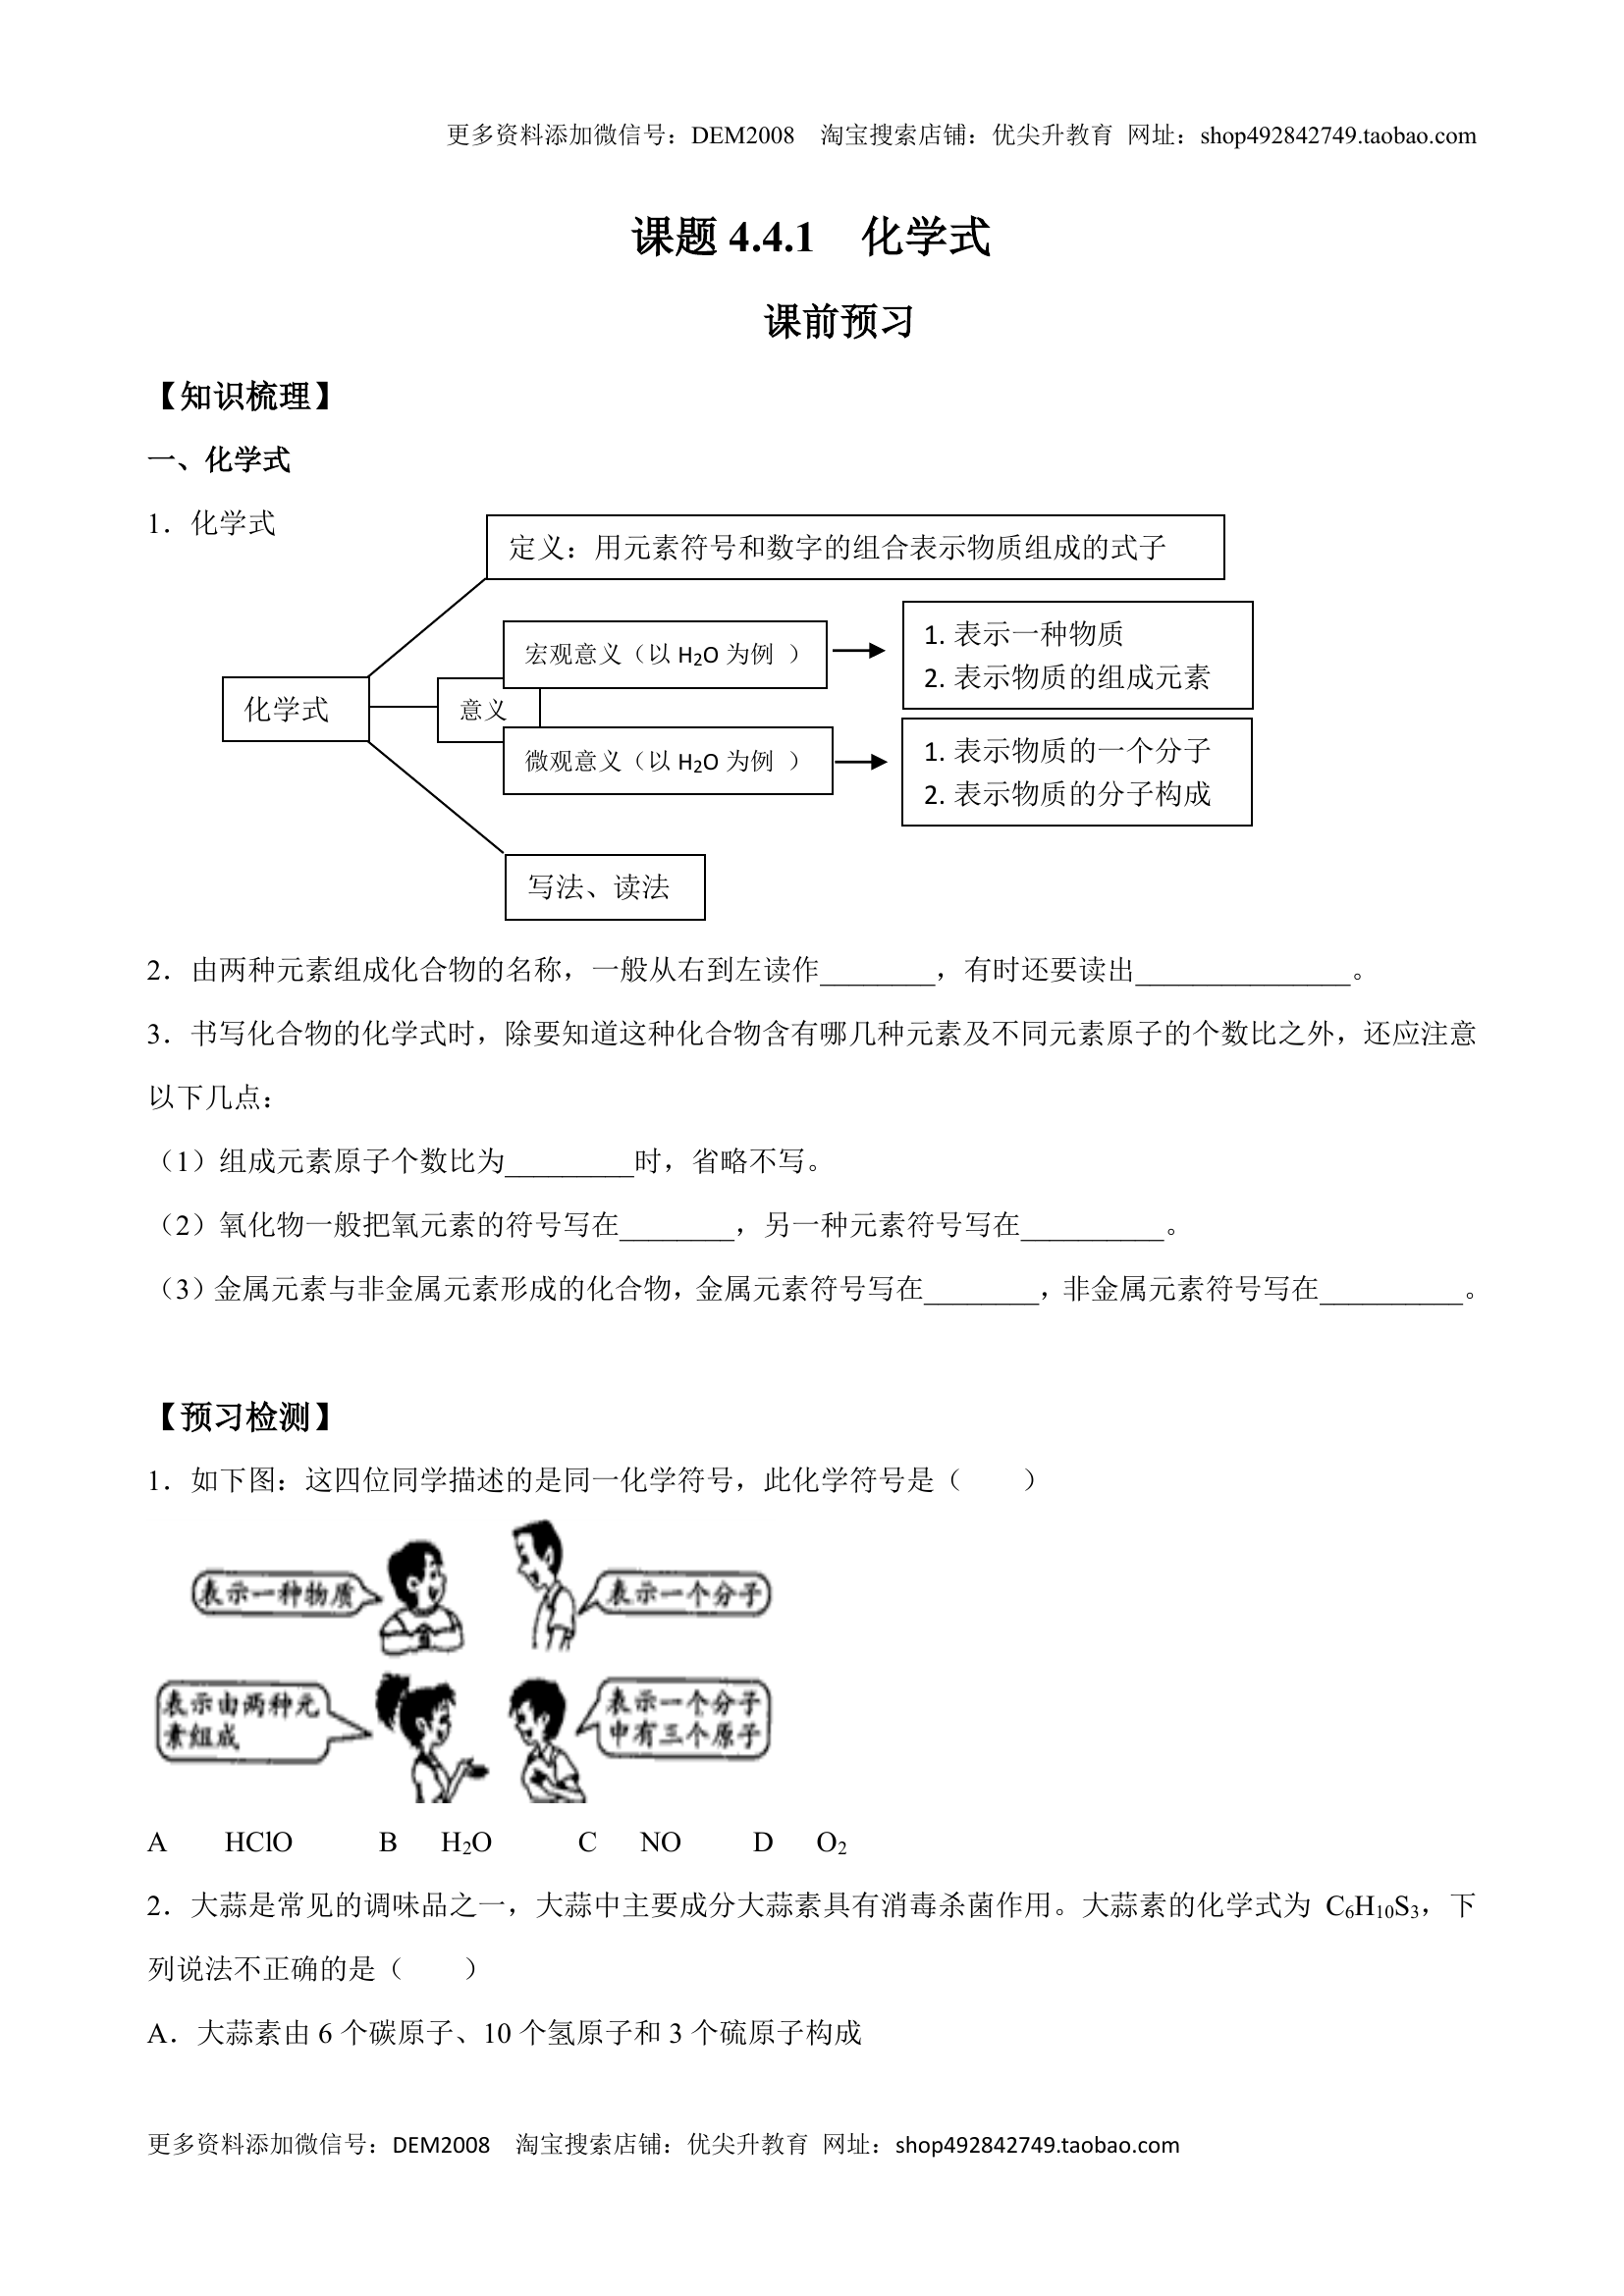 更多资料添加微信号：DEM2008 淘宝搜索店铺：优尖升教育 网址：shop492842749.taobao.com
课题 4.4.1 化学式
课前预习
【知识梳理】
一、化学式
1．化学式
定义：用元素符号和数字的组合表示物质组成的式子
宏观意义（以 H₂O 为例 ）
1. 表示一种物质
2. 表示物质的组成元素
化学式
意义
微观意义（以 H₂O 为例 ）
1. 表示物质的一个分子
2. 表示物质的分子构成
写法、读法
2．由两种元素组成化合物的名称，一般从右到左读作________，有时还要读出_______________。
3．书写化合物的化学式时，除要知道这种化合物含有哪几种元素及不同元素原子的个数比之外，还应注意
以下几点：
（1）组成元素原子个数比为_________时，省略不写。
（2）氧化物一般把氧元素的符号写在________，另一种元素符号写在__________。
（3）金属元素与非金属元素形成的化合物，金属元素符号写在________，非金属元素符号写在__________。
【预习检测】
1．如下图：这四位同学描述的是同一化学符号，此化学符号是（ ）
表示一种物质
表示一个分子
表示由两种元
素组成
表示一个分子
中有三个原子
A HClO B H₂O C NO D O₂
2．大蒜是常见的调味品之一，大蒜中主要成分大蒜素具有消毒杀菌作用。大蒜素的化学式为 C₆H₁₀S₃，下
列说法不正确的是（ ）
A．大蒜素由 6 个碳原子、10 个氢原子和 3 个硫原子构成
更多资料添加微信号：DEM2008 淘宝搜索店铺：优尖升教育 网址：shop492842749.taobao.com